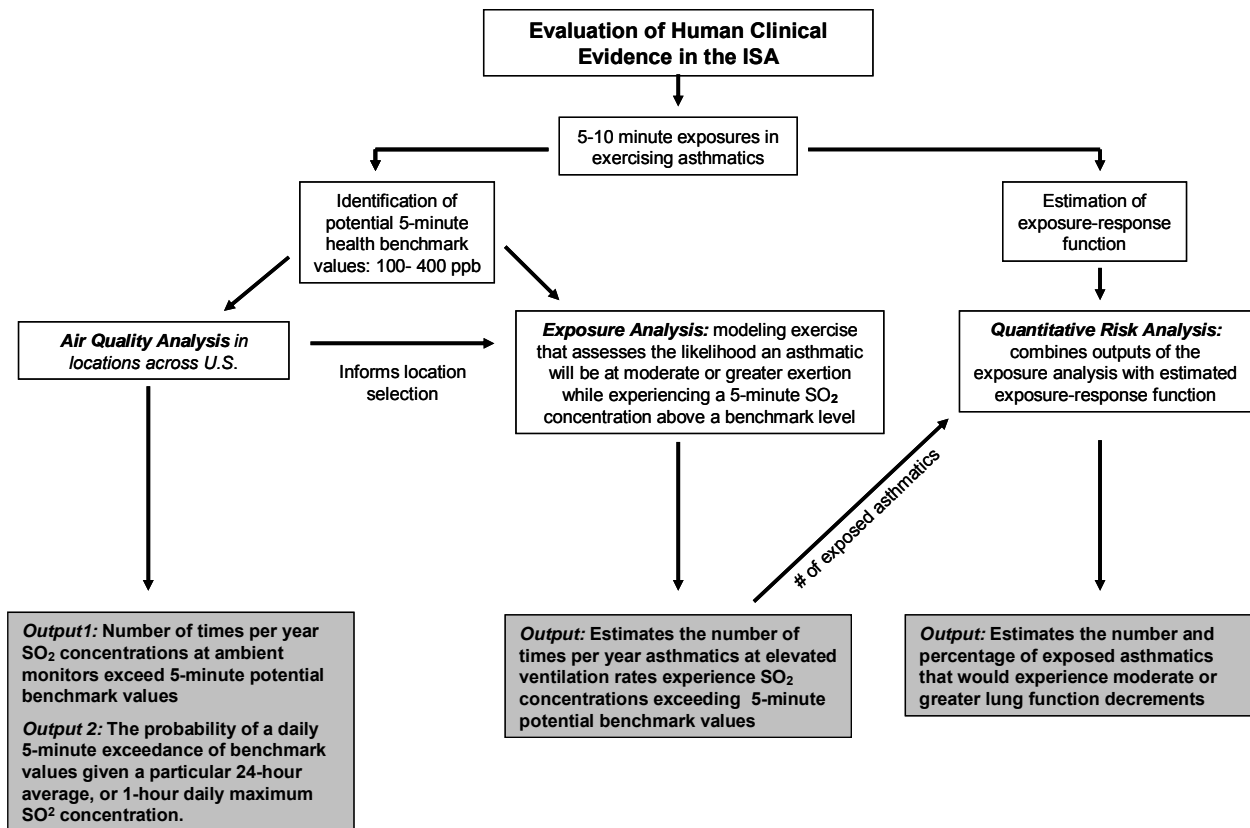 Evaluation of Human Clinical
Evidence in the ISA
5-10 minute exposures in
exercising asthmatics
Identification of
potential 5-minute
health benchmark
values: 100- 400 ppb
Estimation of
exposure-response
function
Air Quality Analysis in
locations across U.S.
Informs location
selection
Exposure Analysis: modeling exercise
that assesses the likelihood an asthmatic
will be at moderate or greater exertion
while experiencing a 5-minute SO₂
concentration above a benchmark level
Quantitative Risk Analysis:
combines outputs of the
exposure analysis with estimated
exposure-response function
# of exposed asthmatics
Output1: Number of times per year
SO₂ concentrations at ambient
monitors exceed 5-minute potential
benchmark values
Output 2: The probability of a daily
5-minute exceedance of benchmark
values given a particular 24-hour
average, or 1-hour daily maximum
SO² concentration.
Output: Estimates the number of
times per year asthmatics at elevated
ventilation rates experience SO₂
concentrations exceeding 5-minute
potential benchmark values
Output: Estimates the number and
percentage of exposed asthmatics
that would experience moderate or
greater lung function decrements